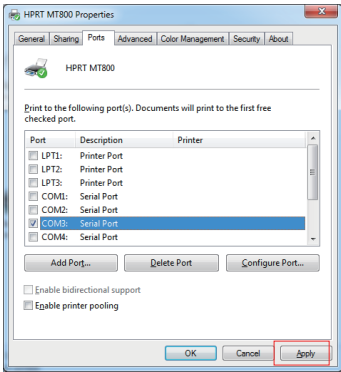 HPRT MT800 Properties
General Sharing Ports Advanced Color Management Security About
HPRT MT800
Print to the following port(s). Documents will print to the first free
checked port.
Port Description Printer
LPT1: Printer Port
LPT2: Printer Port
LPT3: Printer Port
COM1: Serial Port
COM2: Serial Port
COM3: Serial Port
COM4: Serial Port
Add Port... Delete Port Configure Port...
Enable bidirectional support
Enable printer pooling
OK Cancel Apply